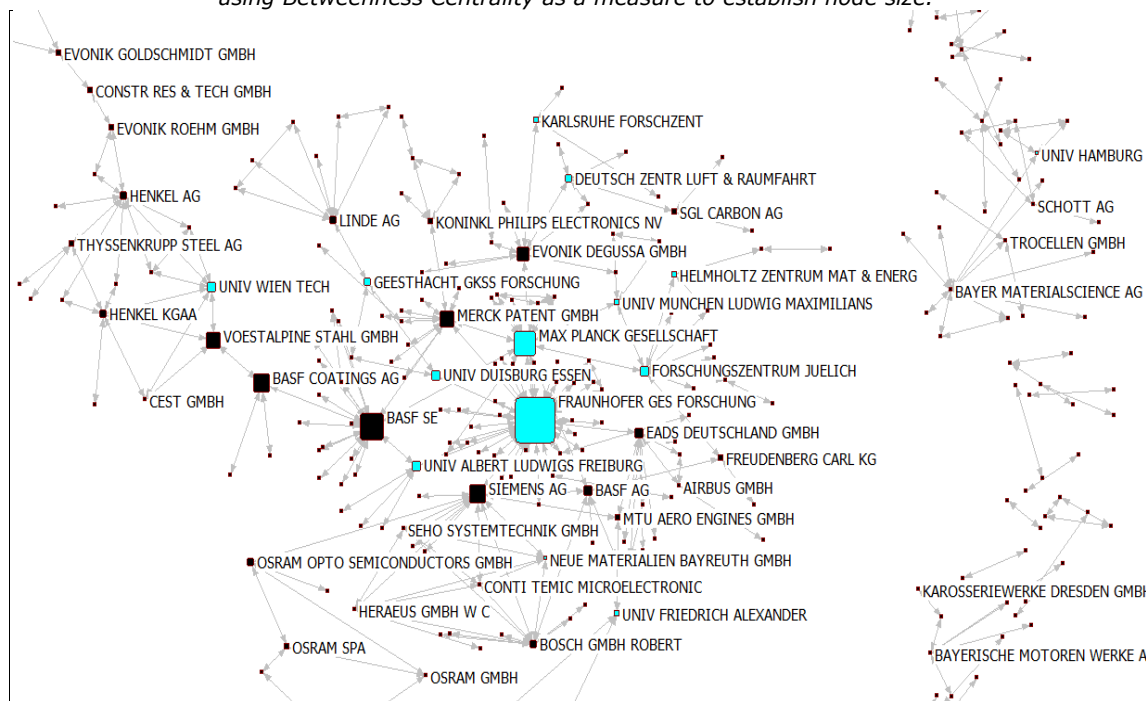 using Betweenness Centrality as a measure to establish node size.
EVONIK GOLDSCHMIDT GMBH
CONSTR RES & TECH GMBH
EVONIK ROEHM GMBH
KARLSRUHE FORSCHZENT
UNIV HAMBURG
DEUTSCH ZENTR LUFT & RAUMFAHRT
HENKEL AG
SCHOTT AG
SGL CARBON AG
LINDE AG
KONINKL PHILIPS ELECTRONICS NV
THYSSENKRUPP STEEL AG
TROCELLEN GMBH
EVONIK DEGUSSA GMBH
HELMHOLTZ ZENTRUM MAT & ENERG
GEESTHACHT GKSS FORSCHUNG
UNIV WIEN TECH
BAYER MATERIALSCIENCE AG
UNIV MUNCHEN LUDWIG MAXIMILIANS
HENKEL KGAA
MERCK PATENT GMBH
VOESTALPINE STAHL GMBH
MAX PLANCK GESELLSCHAFT
BASF COATINGS AG
UNIV DUISBURG ESSEN
FORSCHUNGSZENTRUM JUELICH
CEST GMBH
FRAUNHOFER GES FORSCHUNG
BASF SE
EADS DEUTSCHLAND GMBH
FREUDENBERG CARL KG
UNIV ALBERT LUDWIGS FREIBURG
SIEMENS AG
BASF AG
AIRBUS GMBH
MTU AERO ENGINES GMBH
SEHO SYSTEMTECHNIK GMBH
OSRAM OPTO SEMICONDUCTORS GMBH
NEUE MATERIALIEN BAYREUTH GMBH
CONTI TEMIC MICROELECTRONIC
KAROSSERIEWERKE DRESDEN GMBH
HERAEUS GMBH W C
UNIV FRIEDRICH ALEXANDER
OSRAM SPA
BOSCH GMBH ROBERT
BAYERISCHE MOTOREN WERKE A
OSRAM GMBH